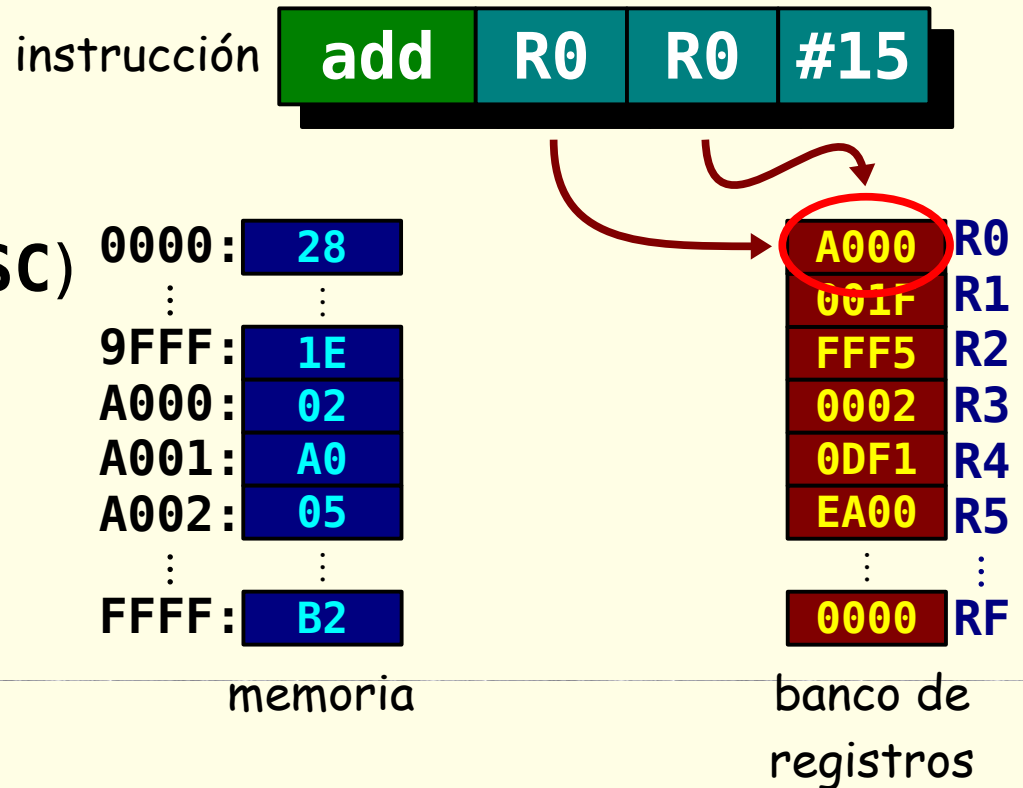 instrucción add R0 R0 #15
SC)
0000: 28 A000 R0
⋮ ⋮ 001F R1
9FFF: 1E FFF5 R2
A000: 02 0002 R3
A001: A0 0DF1 R4
A002: 05 EA00 R5
⋮ ⋮ ⋮ ⋮
FFFF: B2 0000 RF
memoria banco de
registros